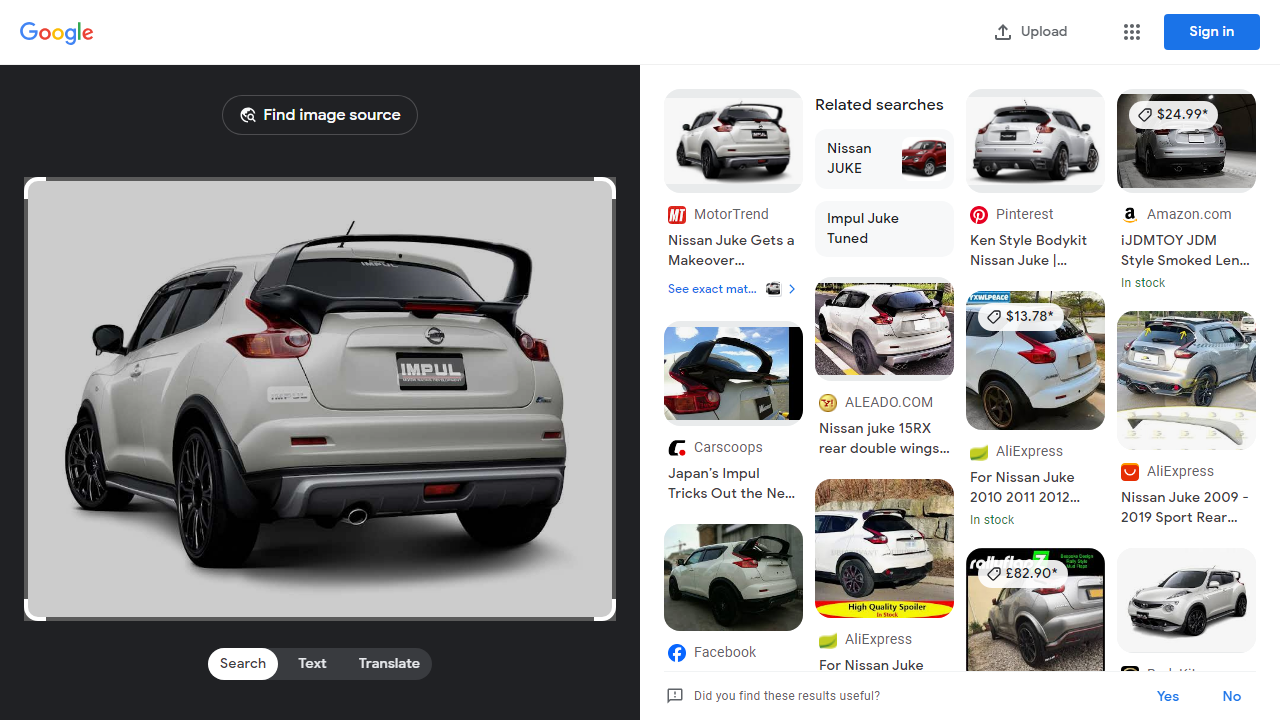 Google
Upload
Sign in
Find image source
IMPUL
IMPUL
IMPUL
Search
Text
Translate
MotorTrend
Nissan Juke Gets a
Makeover...
See exact mat...
Carscoops
Japan's Impul
Tricks Out the Ne...
Facebook
Related searches
Nissan
JUKE
Impul Juke
Tuned
ALEADO.COM
Nissan juke 15RX
rear double wings...
High Quality Spoiler
In Stock
AliExpress
For Nissan Juke
Pinterest
Ken Style Bodykit
Nissan Juke |...
YXWLPEACE
$13.78*
AliExpress
For Nissan Juke
2010 2011 2012...
In stock
£82.90*
$24.99*
Amazon.com
iJDMTOY JDM
Style Smoked Len...
In stock
AliExpress
Nissan Juke 2009 -
2019 Sport Rear...
Did you find these results useful?
Yes
No